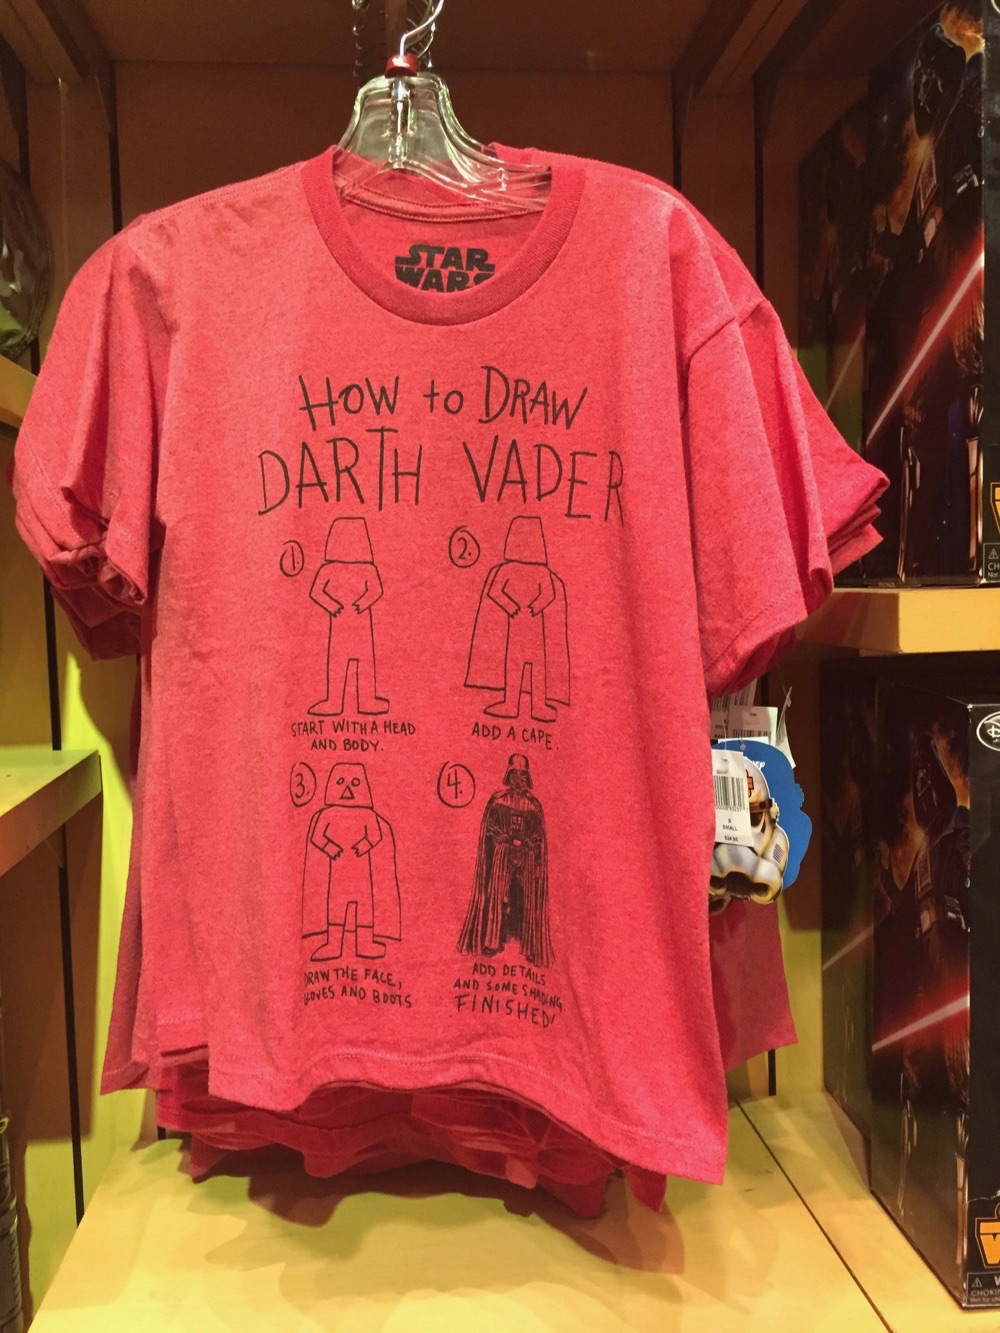 STAR
WARS
HOW to DRAW
DARTH VADER
1.
2.
START WITH A HEAD
AND BODY.
ADD A CAPE.
3.
4.
DRAW THE FACE,
GLOVES AND BOOTS
ADD DETAILS
AND SOME SHADING
FINISHED!
SMALL